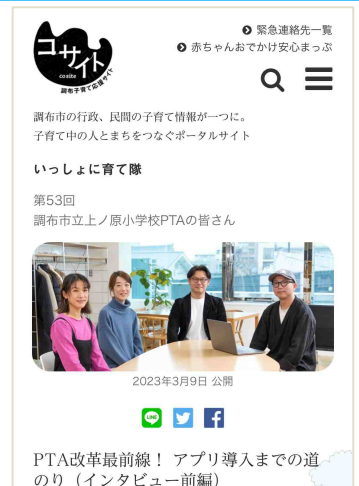 緊急連絡先一覧
赤ちゃんおでかけ安心まっぷ
コサイト
cosite
調布子育て応援サイト
調布市の行政、民間の子育て情報が一つに。
子育て中の人とまちをつなぐポータルサイト
いっしょに育て隊
第53回
調布市立上ノ原小学校PTAの皆さん
2023年3月9日 公開
LINE
PTA改革最前線！ アプリ導入までの道
のり（インタビュー前編）